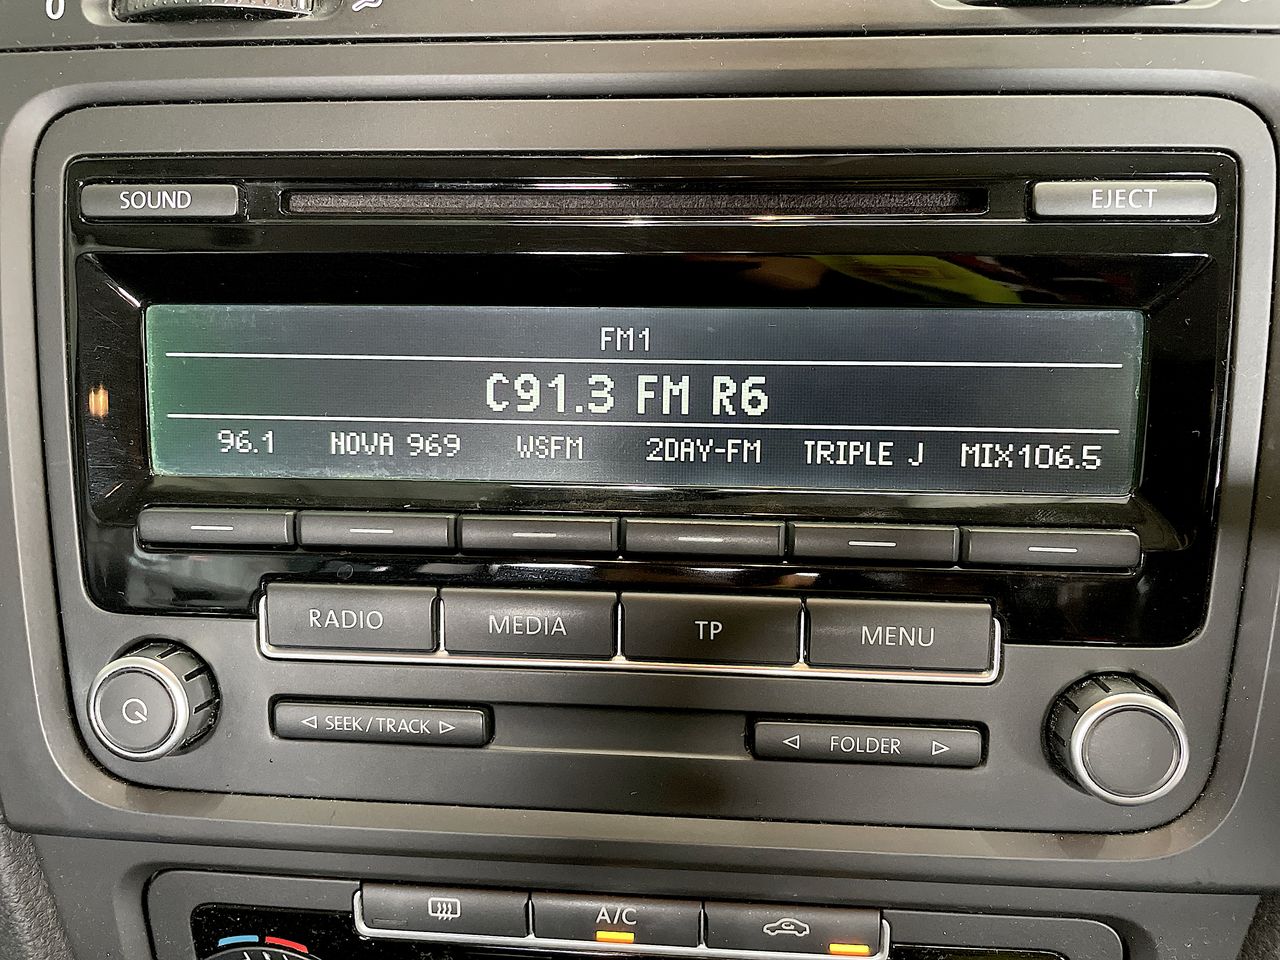 0
SOUND
EJECT
FM1
C91.3 FM R6
96.1 NOVA 969 WSFM 2DAY-FM TRIPLE J MIX106.5
RADIO MEDIA TP MENU
SEEK/TRACK
FOLDER
A/C